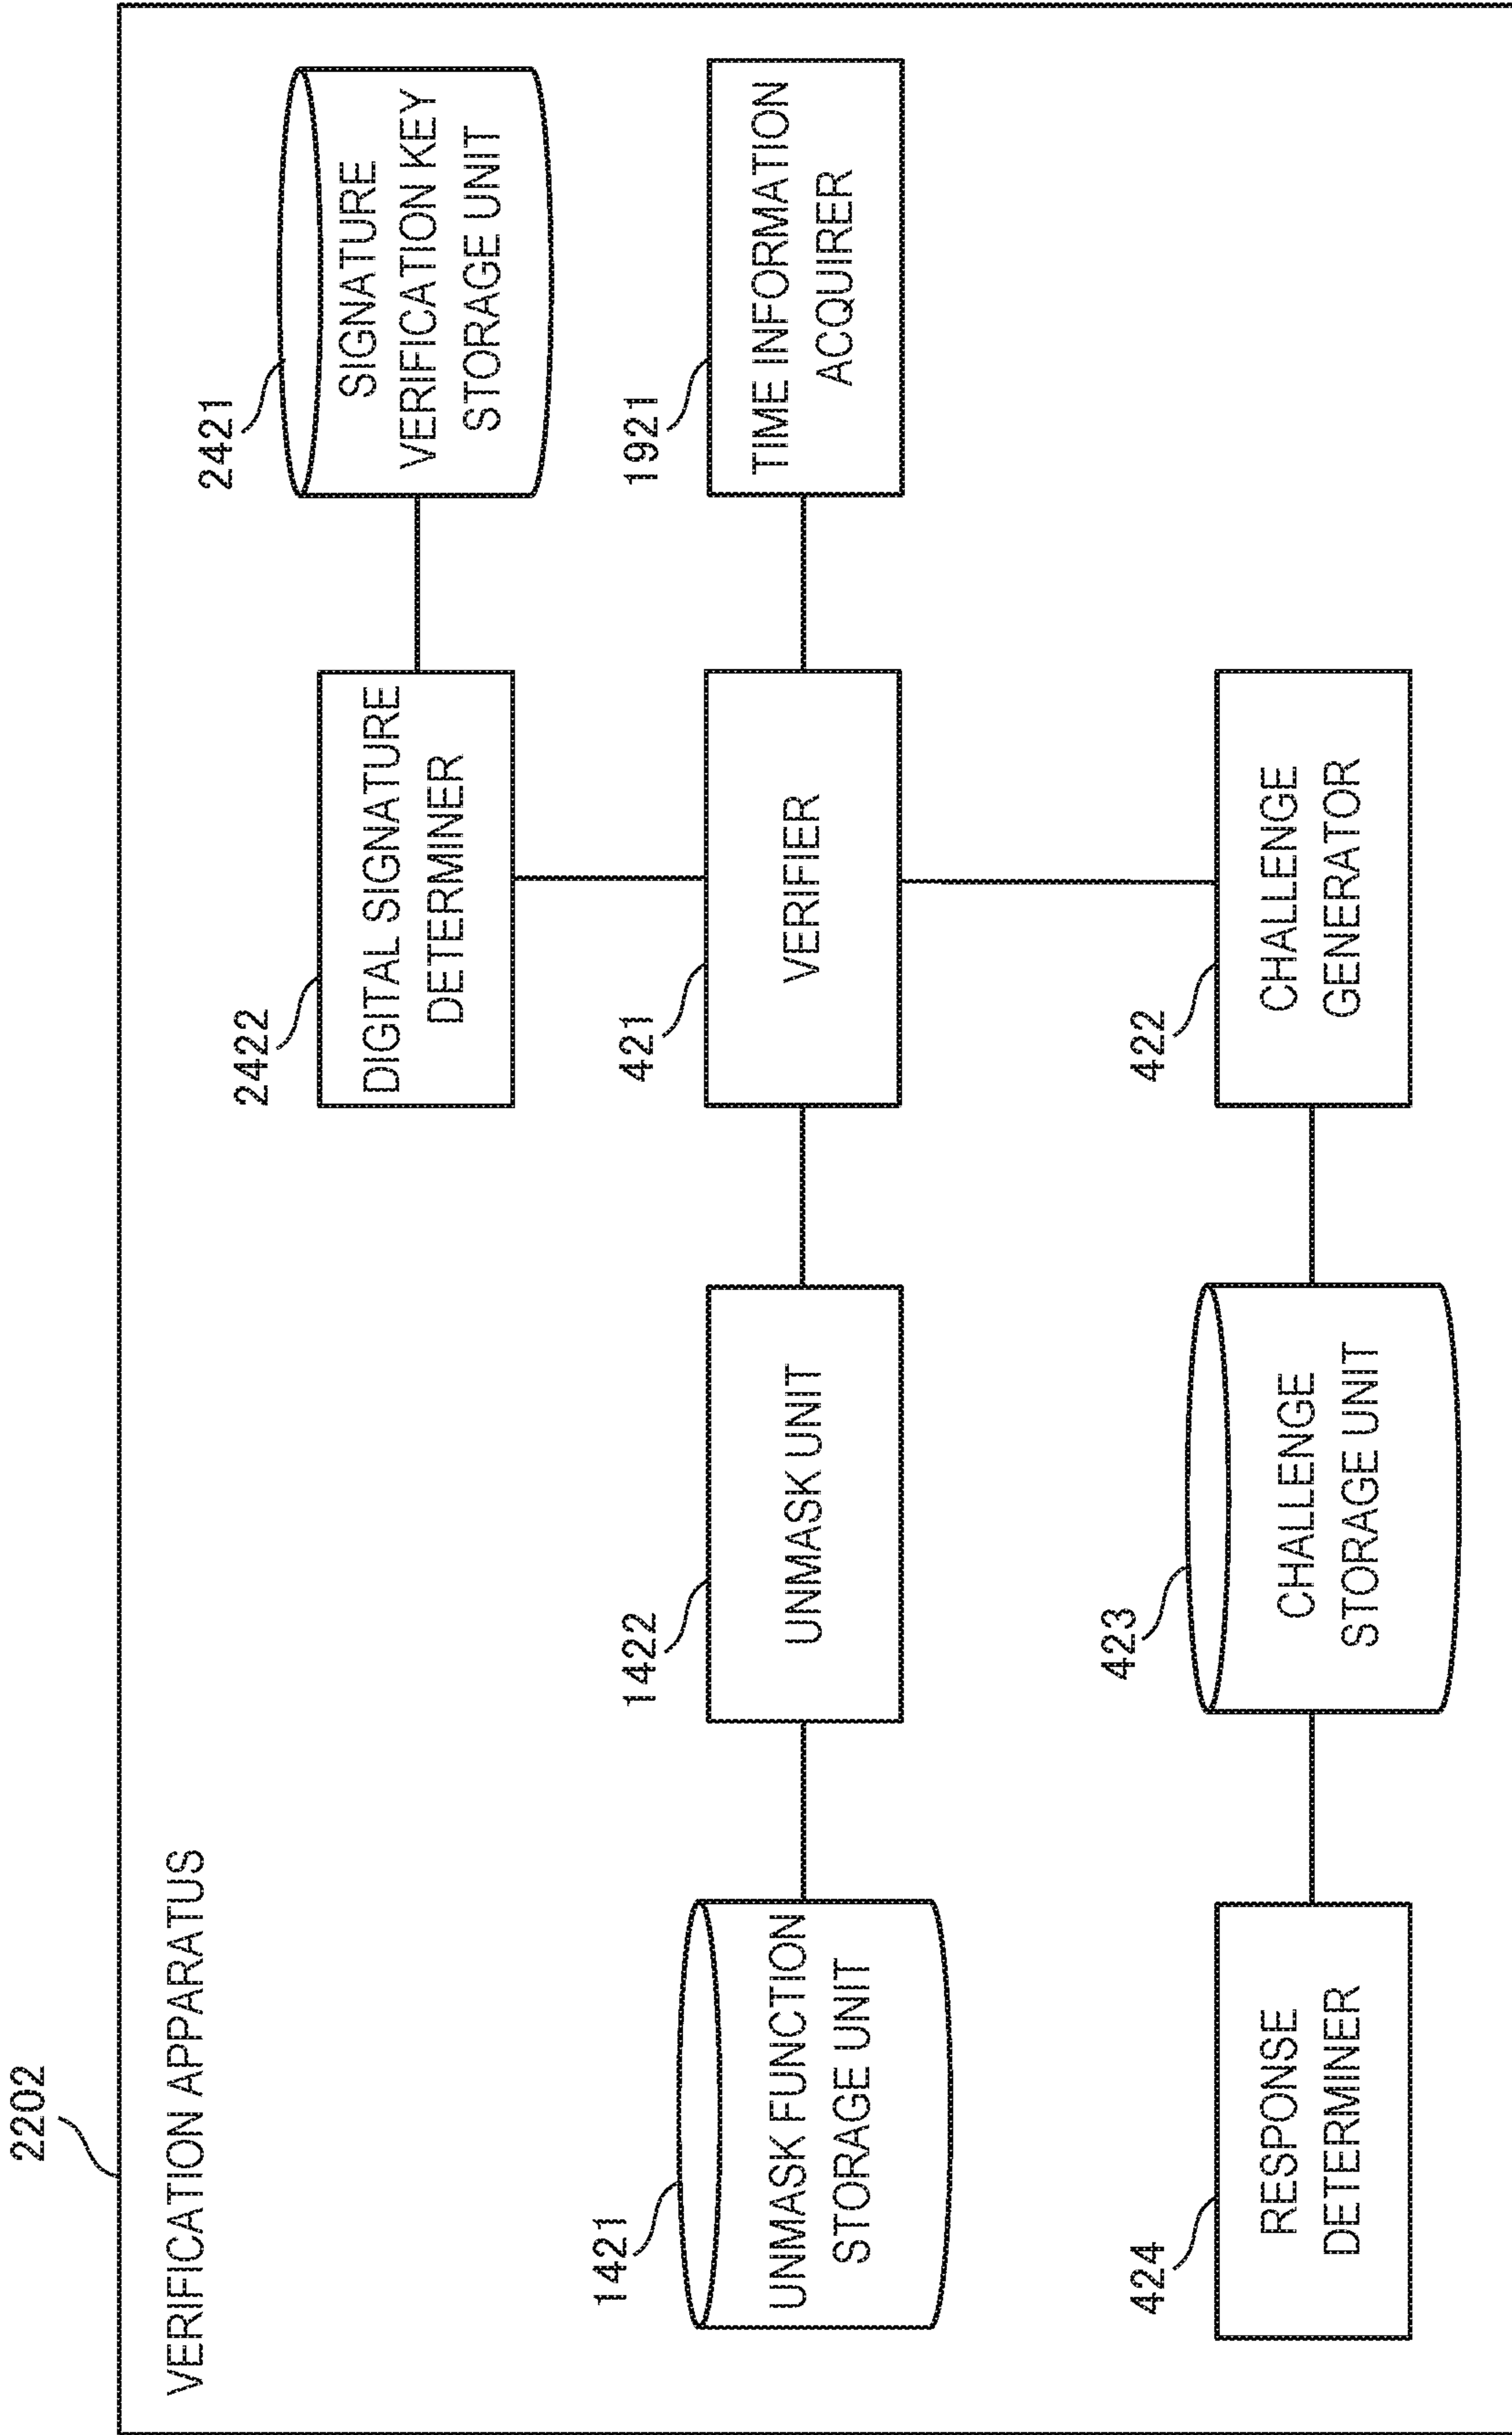 2202
VERIFICATION APPARATUS
2422
DIGITAL SIGNATURE
DETERMINER
2421
SIGNATURE
VERIFICATION KEY
STORAGE UNIT
1421
UNMASK FUNCTION
STORAGE UNIT
1422
UNMASK UNIT
421
VERIFIER
1921
TIME INFORMATION
ACQUIRER
424
RESPONSE
DETERMINER
423
CHALLENGE
STORAGE UNIT
422
CHALLENGE
GENERATOR